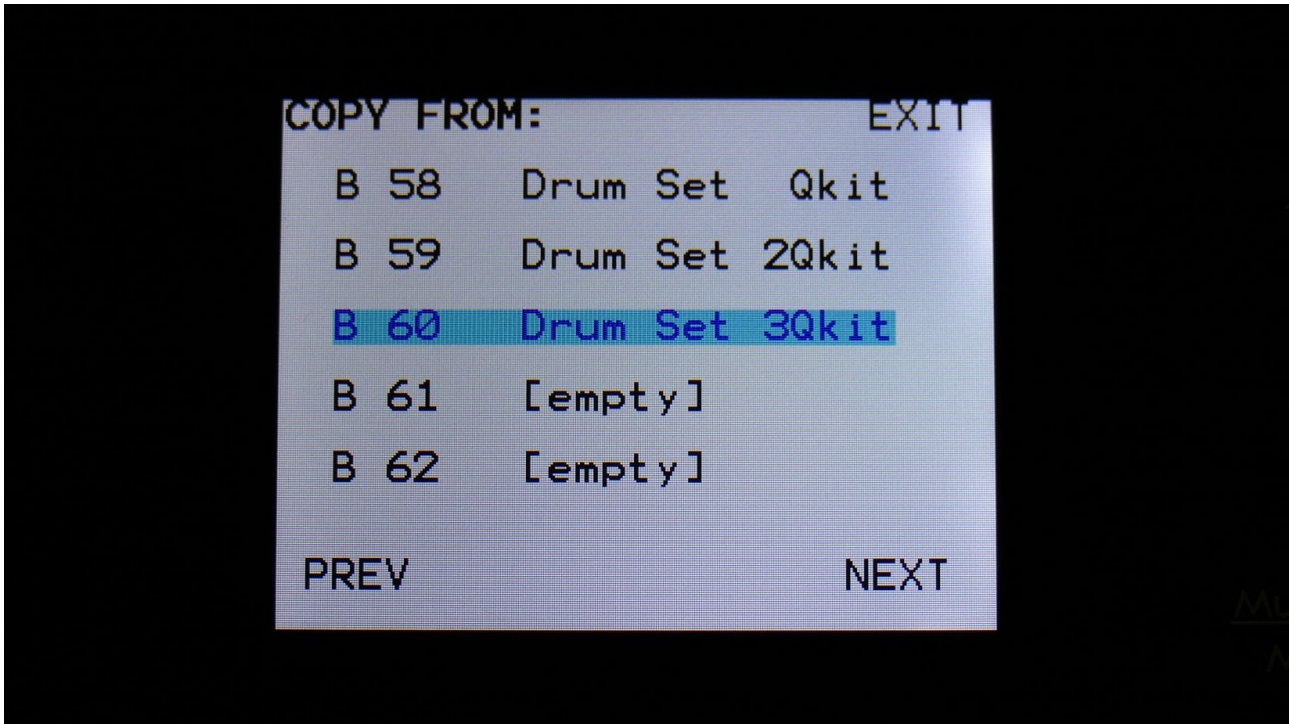 COPY FROM: EXIT
B 58 Drum Set Qkit
B 59 Drum Set 2Qkit
B 60 Drum Set 3Qkit
B 61 [empty]
B 62 [empty]
PREV NEXT